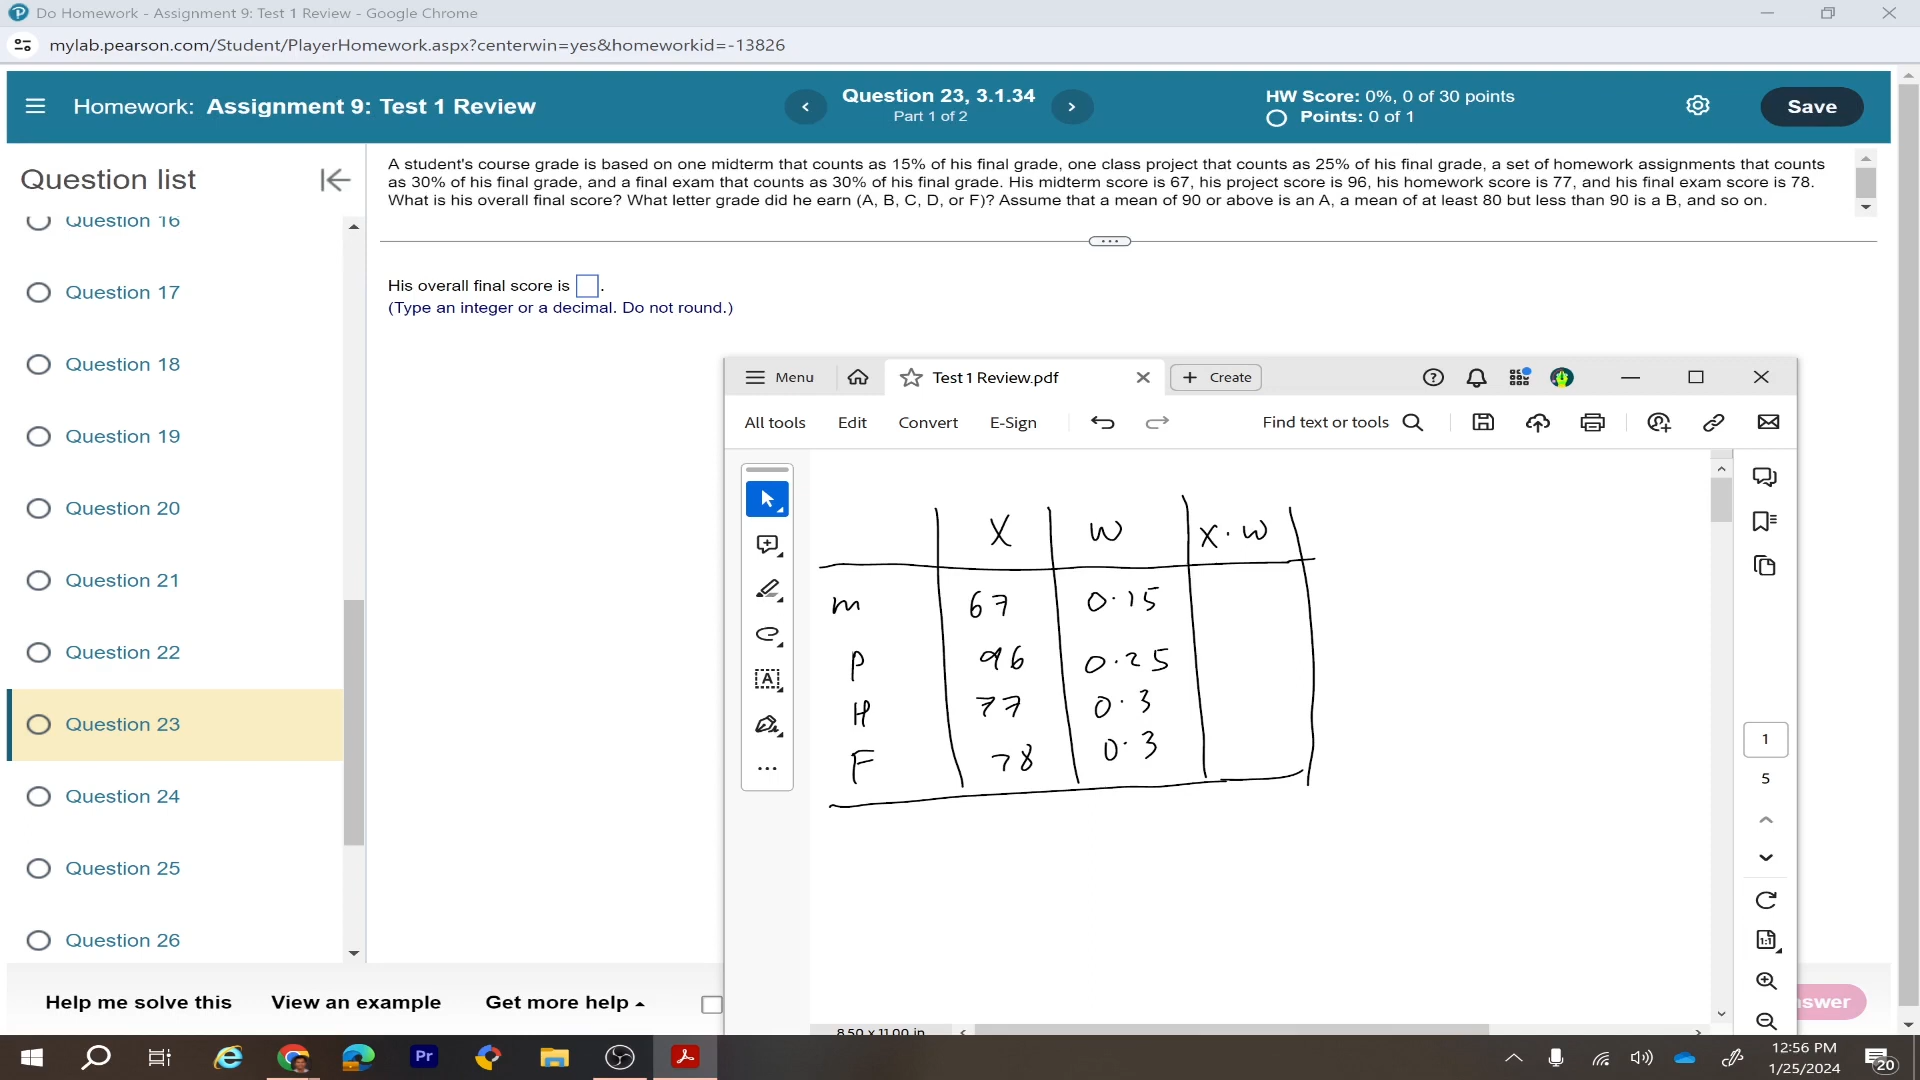 Do Homework - Assignment 9: Test 1 Review - Google Chrome
mylab.pearson.com/Student/PlayerHomework.aspx?centerwin=yes&homeworkid=-13826
Homework: Assignment 9: Test 1 Review
Question 23, 3.1.34
Part 1 of 2
HW Score: 0%, 0 of 30 points
Points: 0 of 1
Save
Question list
Question 16
Question 17
Question 18
Question 19
Question 20
Question 21
Question 22
Question 23
Question 24
Question 25
Question 26
A student's course grade is based on one midterm that counts as 15% of his final grade, one class project that counts as 25% of his final grade, a set of homework assignments that counts
as 30% of his final grade, and a final exam that counts as 30% of his final grade. His midterm score is 67, his project score is 96, his homework score is 77, and his final exam score is 78.
What is his overall final score? What letter grade did he earn (A, B, C, D, or F)? Assume that a mean of 90 or above is an A, a mean of at least 80 but less than 90 is a B, and so on.
His overall final score is .
(Type an integer or a decimal. Do not round.)
Menu
Test 1 Review.pdf
Create
All tools Edit Convert E-Sign
Find text or tools
X W X·W
m 67 0.15
P 96 0.25
H 77 0.3
F 78 0.3
1
5
8.50 x 11.00 in
Help me solve this View an example Get more help
nswer
Pr
12:56 PM
1/25/2024
20